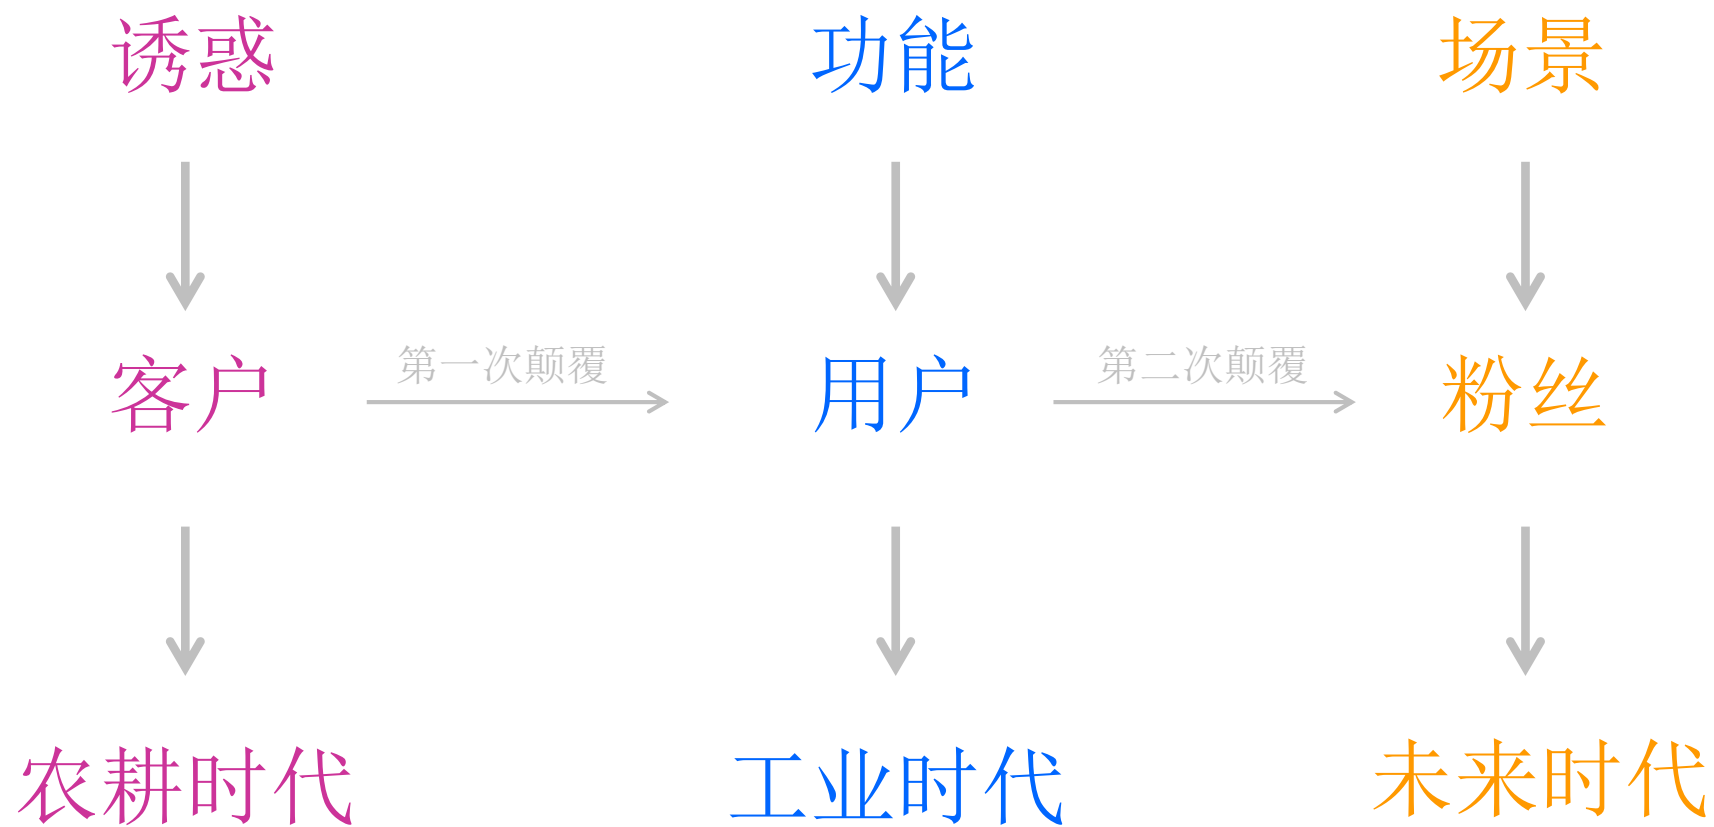 诱惑
功能
场景
客户
第一次颠覆
用户
第二次颠覆
粉丝
农耕时代
工业时代
未来时代